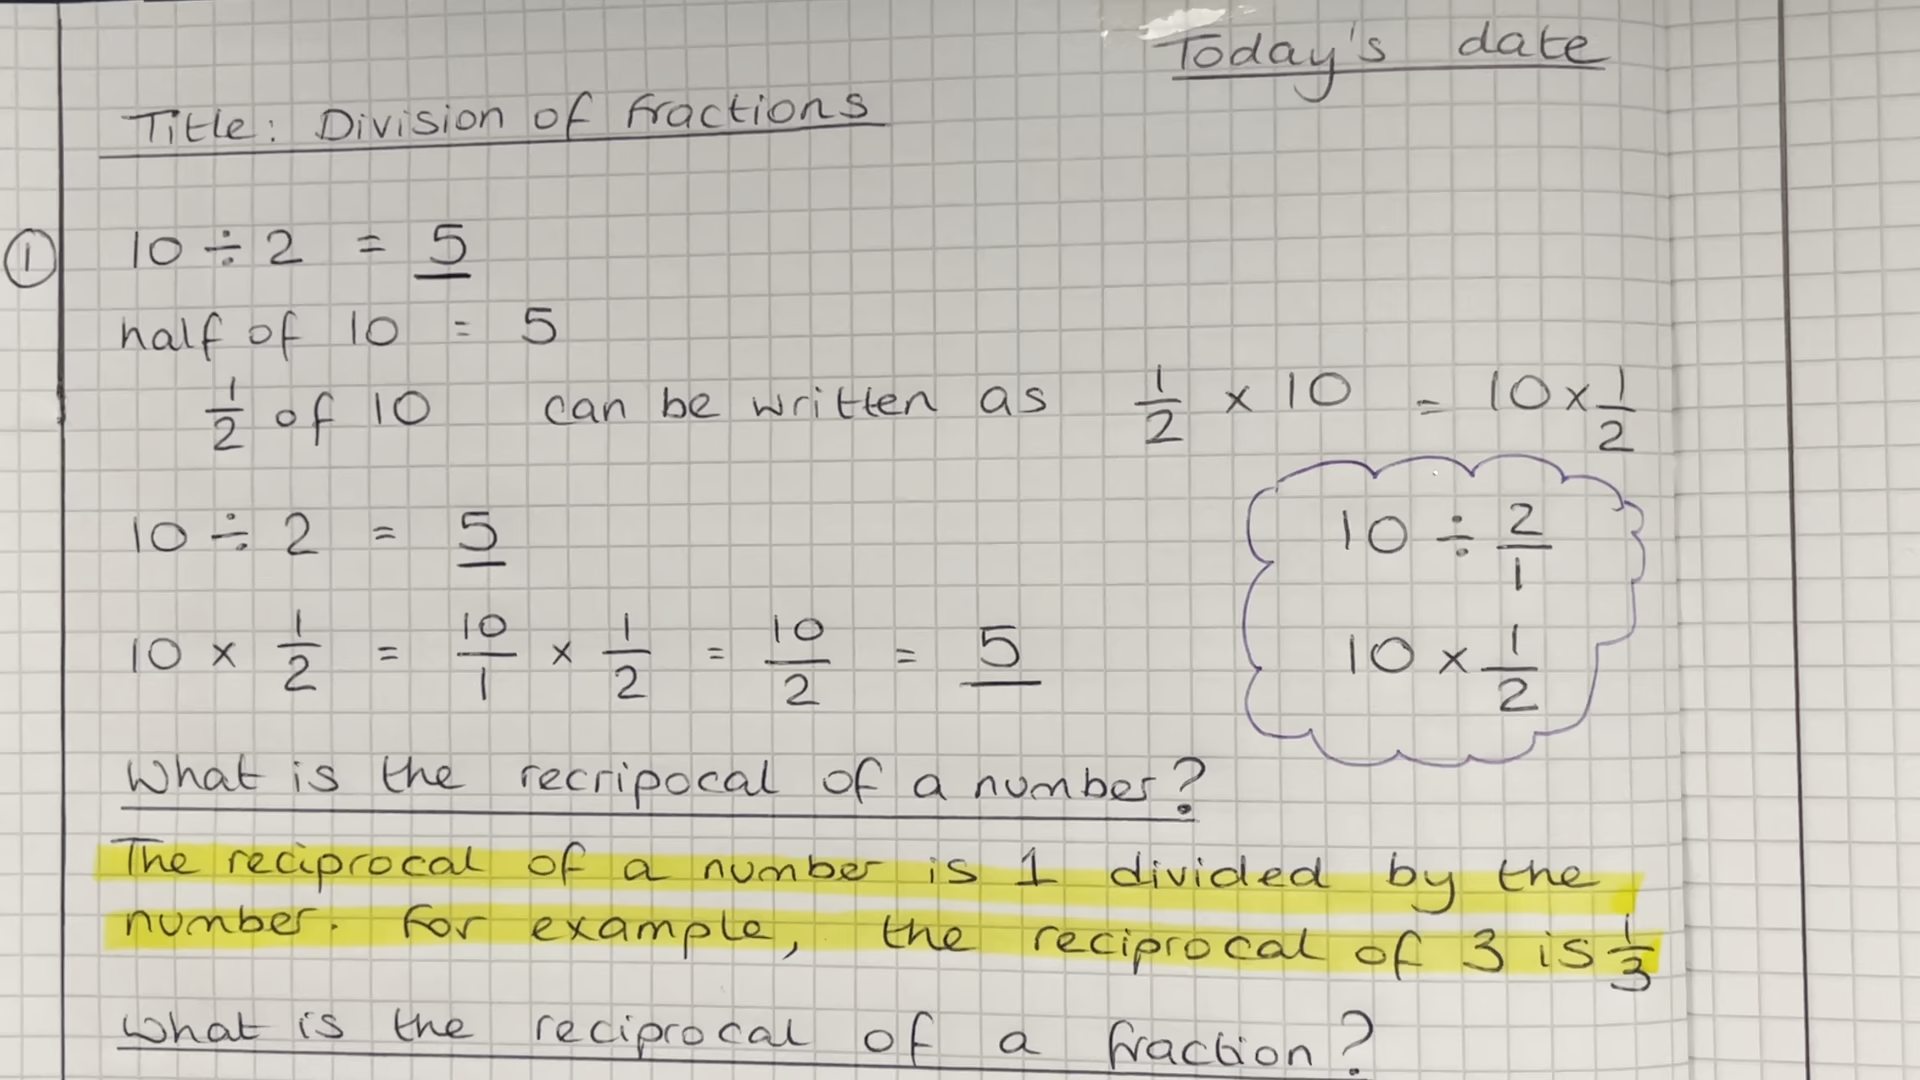 Today's date
Title: Division of fractions
① 10 ÷ 2 = 5
half of 10 = 5
1/2 of 10 can be written as 1/2 × 10 = 10 × 1/2
10 ÷ 2/1
10 ÷ 2 = 5
10 × 1/2 = 10/1 × 1/2 = 10/2 = 5
10 × 1/2
What is the recripocal of a number?
The reciprocal of a number is 1 divided by the
number. For example, the reciprocal of 3 is 1/3
What is the reciprocal of a fraction?